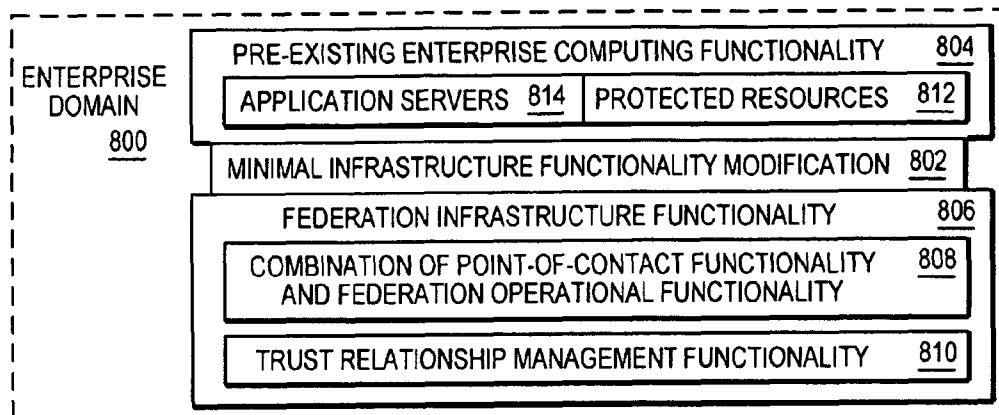 ENTERPRISE
DOMAIN
800
PRE-EXISTING ENTERPRISE COMPUTING FUNCTIONALITY 804
APPLICATION SERVERS 814
PROTECTED RESOURCES 812
MINIMAL INFRASTRUCTURE FUNCTIONALITY MODIFICATION 802
FEDERATION INFRASTRUCTURE FUNCTIONALITY 806
COMBINATION OF POINT-OF-CONTACT FUNCTIONALITY 808
AND FEDERATION OPERATIONAL FUNCTIONALITY
TRUST RELATIONSHIP MANAGEMENT FUNCTIONALITY 810